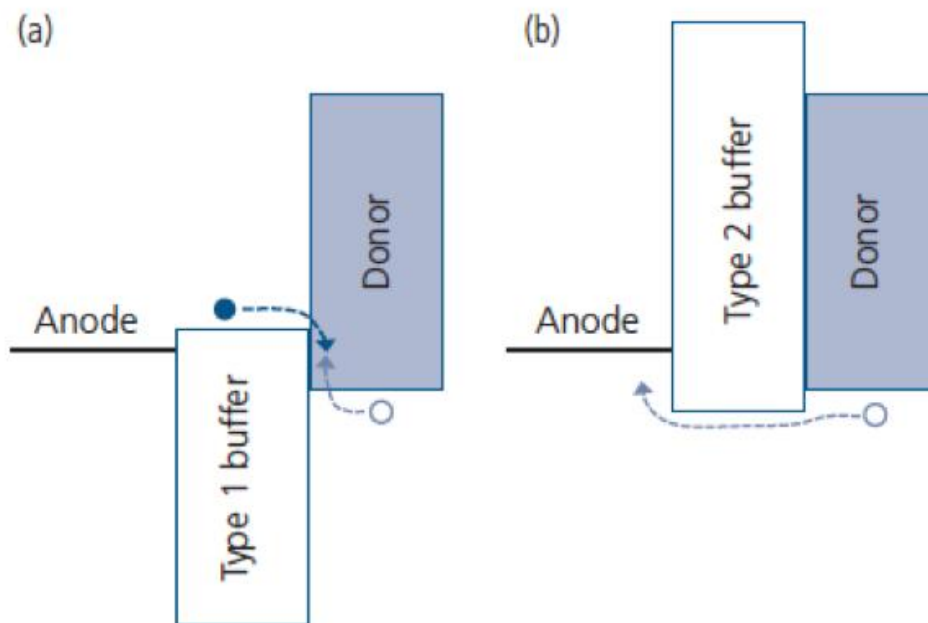 (a)
Anode
Type 1 buffer
Donor
(b)
Anode
Type 2 buffer
Donor